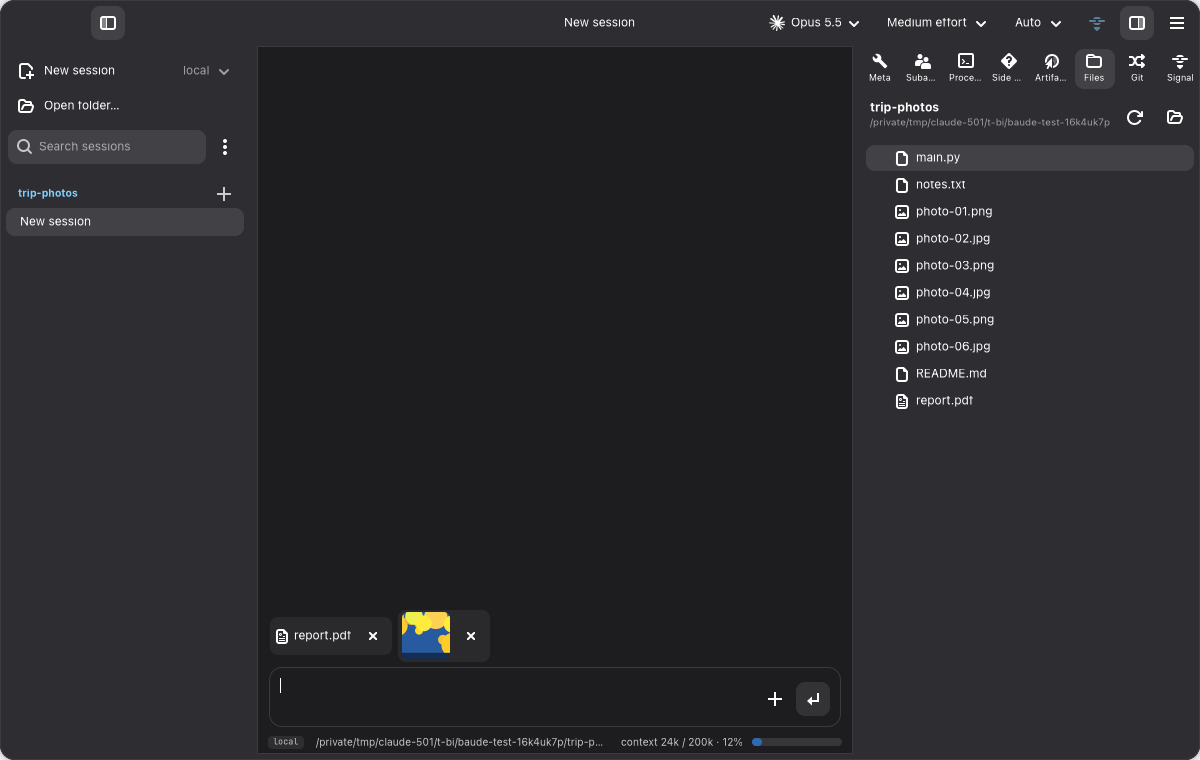 New session
Opus 5.5
Medium effort
Auto
New session
local
Open folder...
Search sessions
trip-photos
New session
Meta
Suba...
Proce...
Side ...
Artifa...
Files
Git
Signal
trip-photos
/private/tmp/claude-501/t-bi/baude-test-16k4uk7p
main.py
notes.txt
photo-01.png
photo-02.jpg
photo-03.png
photo-04.jpg
photo-05.png
photo-06.jpg
README.md
report.pdf
report.pdf
local
/private/tmp/claude-501/t-bi/baude-test-16k4uk7p/trip-p...
context 24k / 200k · 12%